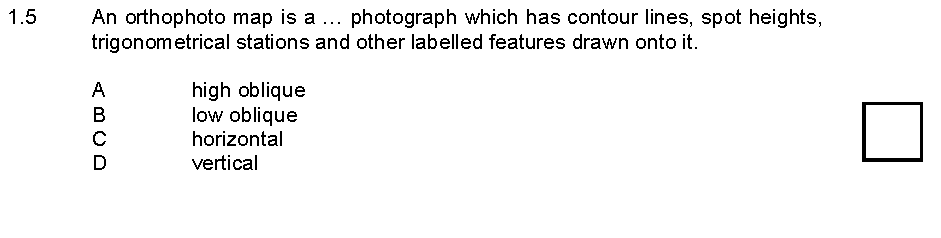 1.5 An orthophoto map is a … photograph which has contour lines, spot heights,
trigonometrical stations and other labelled features drawn onto it.
A high oblique
B low oblique
C horizontal
D vertical